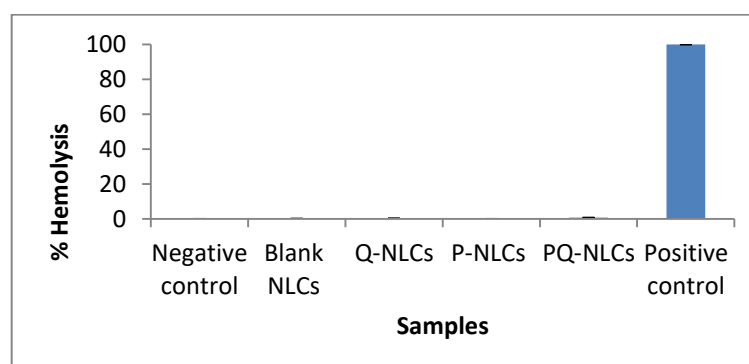 100
80
60
40
20
0
% Hemolysis
Negative control
Blank NLCs
Q-NLCs
P-NLCs
PQ-NLCs
Positive control
Samples